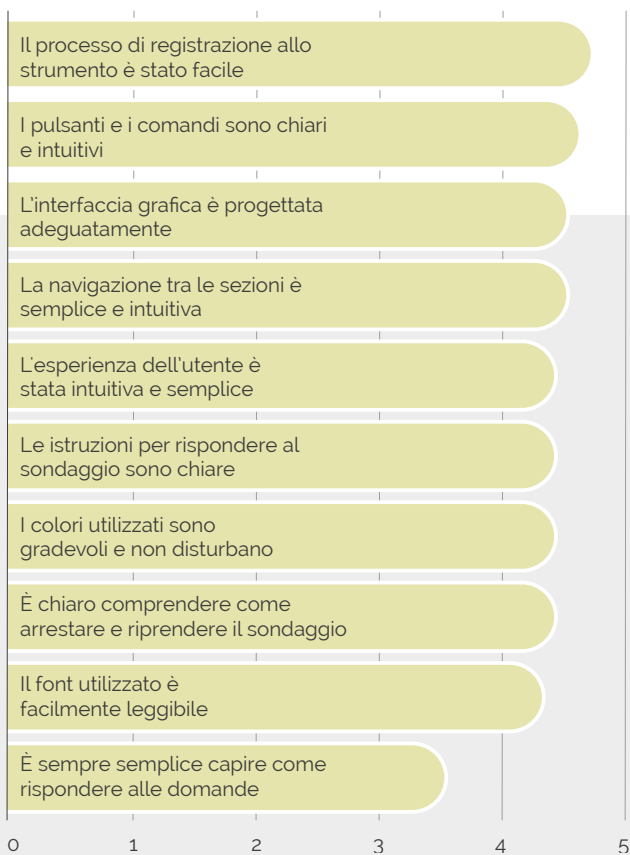 Il processo di registrazione allo
strumento è stato facile
I pulsanti e i comandi sono chiari
e intuitivi
L'interfaccia grafica è progettata
adeguatamente
La navigazione tra le sezioni è
semplice e intuitiva
L'esperienza dell'utente è
stata intuitiva e semplice
Le istruzioni per rispondere al
sondaggio sono chiare
I colori utilizzati sono
gradevoli e non disturbano
È chiaro comprendere come
arrestare e riprendere il sondaggio
Il font utilizzato è
facilmente leggibile
È sempre semplice capire come
rispondere alle domande
0 1 2 3 4 5